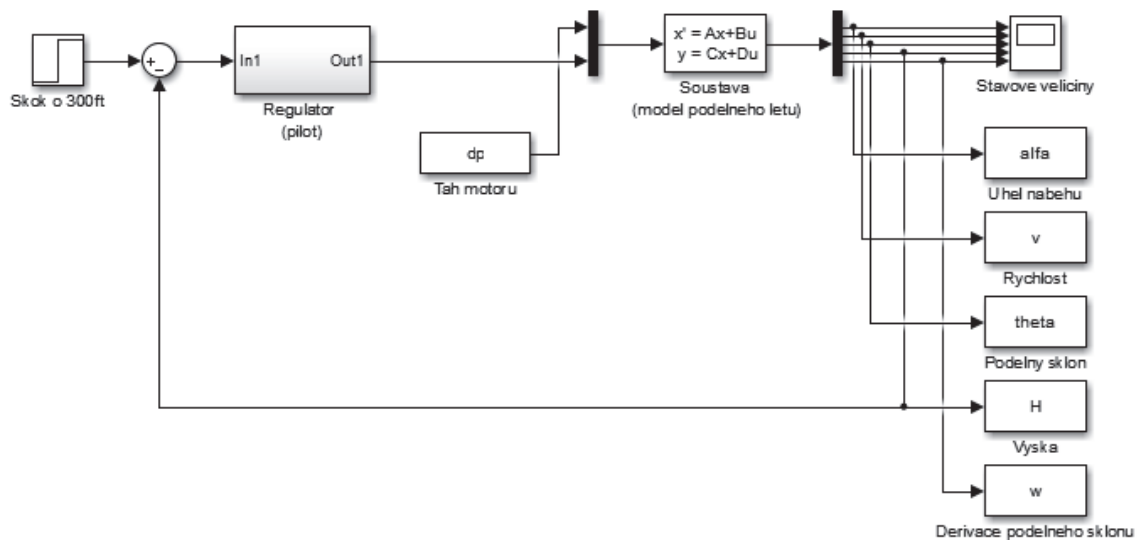 Skok o 300ft
+
−
In1
Out1
Regulator
(pilot)
dp
Tah motoru
x' = Ax+Bu
y = Cx+Du
Soustava
(model podelneho letu)
Stavove veliciny
alfa
Uhel nabehu
v
Rychlost
theta
Podelny sklon
H
Vyska
w
Derivace podelneho sklonu